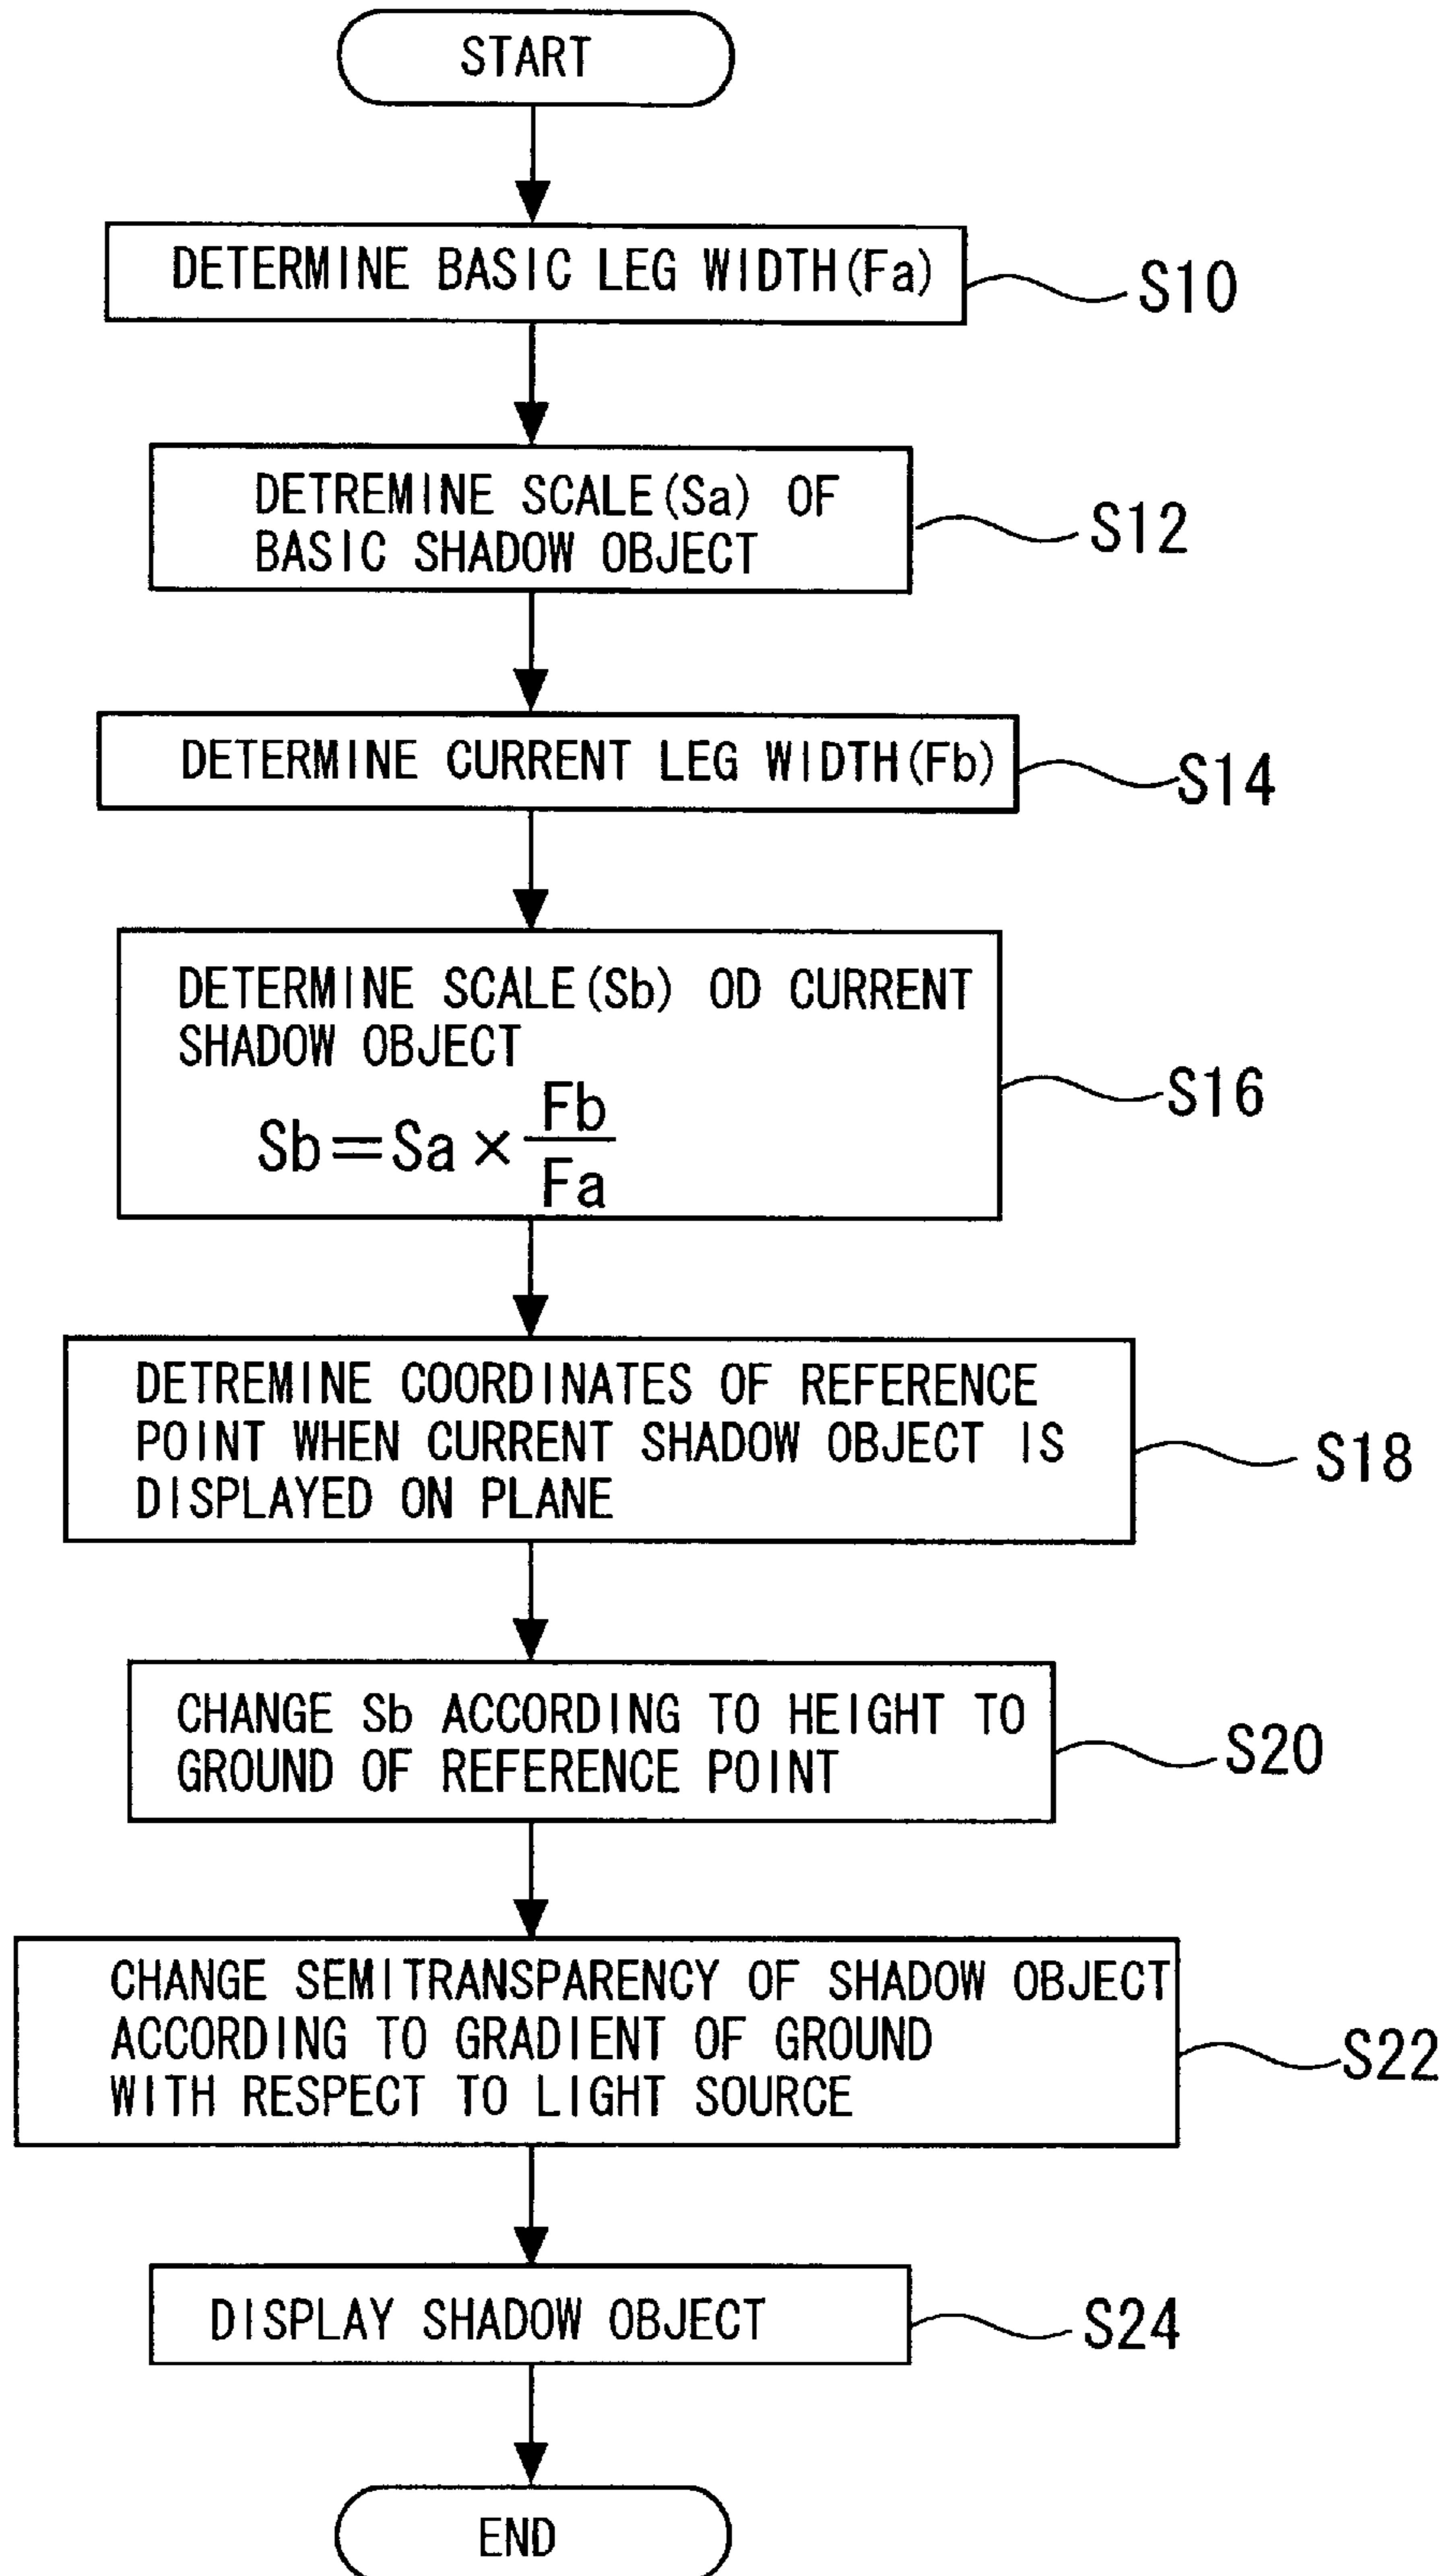 START
DETERMINE BASIC LEG WIDTH(Fa)
S10
DETREMINE SCALE(Sa) OF
BASIC SHADOW OBJECT
S12
DETERMINE CURRENT LEG WIDTH(Fb)
S14
DETERMINE SCALE(Sb) OD CURRENT
SHADOW OBJECT
Sb=Sa×Fb/Fa
S16
DETREMINE COORDINATES OF REFERENCE
POINT WHEN CURRENT SHADOW OBJECT IS
DISPLAYED ON PLANE
S18
CHANGE Sb ACCORDING TO HEIGHT TO
GROUND OF REFERENCE POINT
S20
CHANGE SEMITRANSPARENCY OF SHADOW OBJECT
ACCORDING TO GRADIENT OF GROUND
WITH RESPECT TO LIGHT SOURCE
S22
DISPLAY SHADOW OBJECT
S24
END